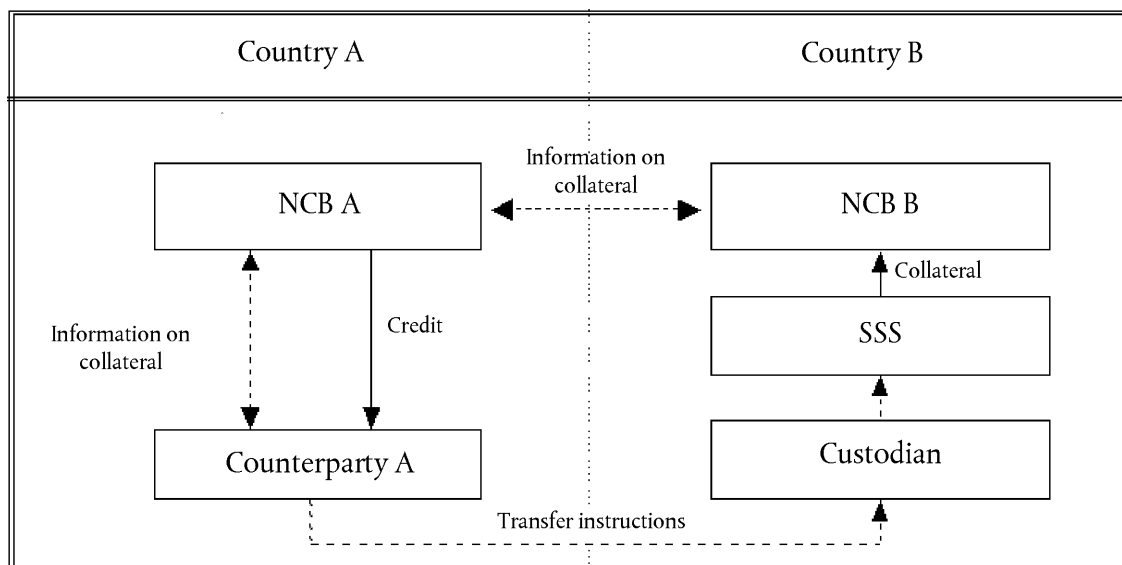 Country A
Country B
Information on
collateral
NCB A
NCB B
Collateral
Information on
collateral
Credit
SSS
Counterparty A
Custodian
Transfer instructions